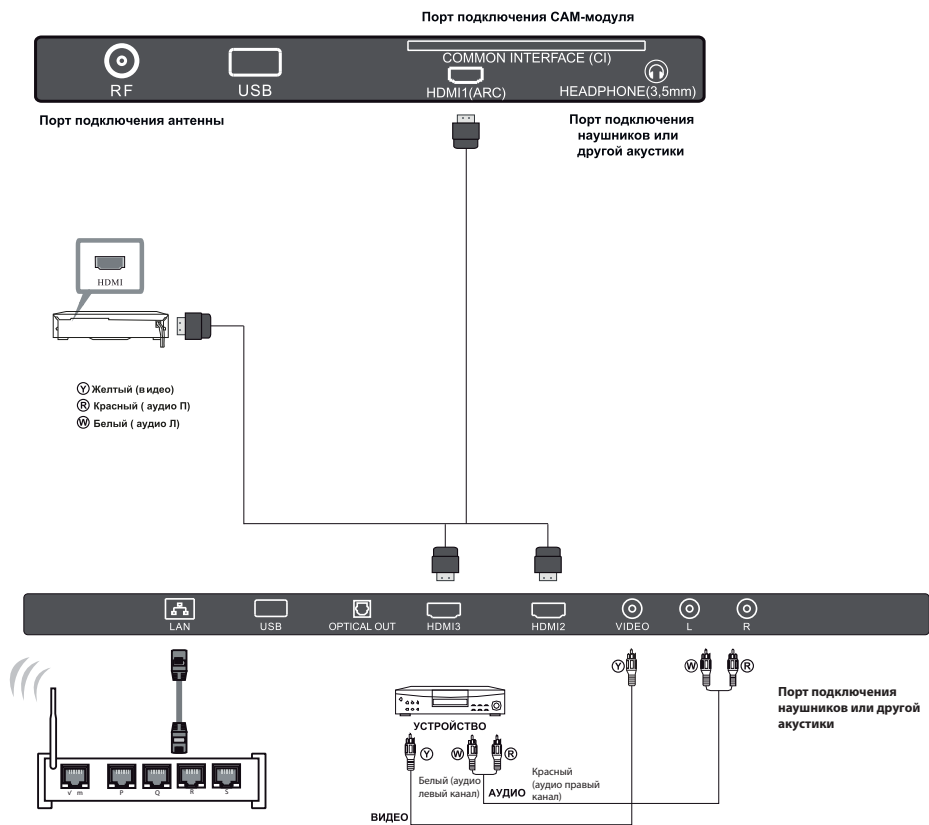 Порт подключения CAM-модуля
COMMON INTERFACE (CI)
RF
USB
HDMI1(ARC)
HEADPHONE(3,5mm)
Порт подключения антенны
Порт подключения
наушников или
другой акустики
HDMI
Y Желтый (видео)
R Красный ( аудио П)
W Белый ( аудио Л)
LAN
USB
OPTICAL OUT
HDMI3
HDMI2
VIDEO
L
R
Y
W
R
Порт подключения
наушников или другой
акустики
УСТРОЙСТВО
Y
W
R
Белый (аудио
левый канал)
АУДИО
Красный
(аудио правый
канал)
ВИДЕО
V m
P
Q
R
S